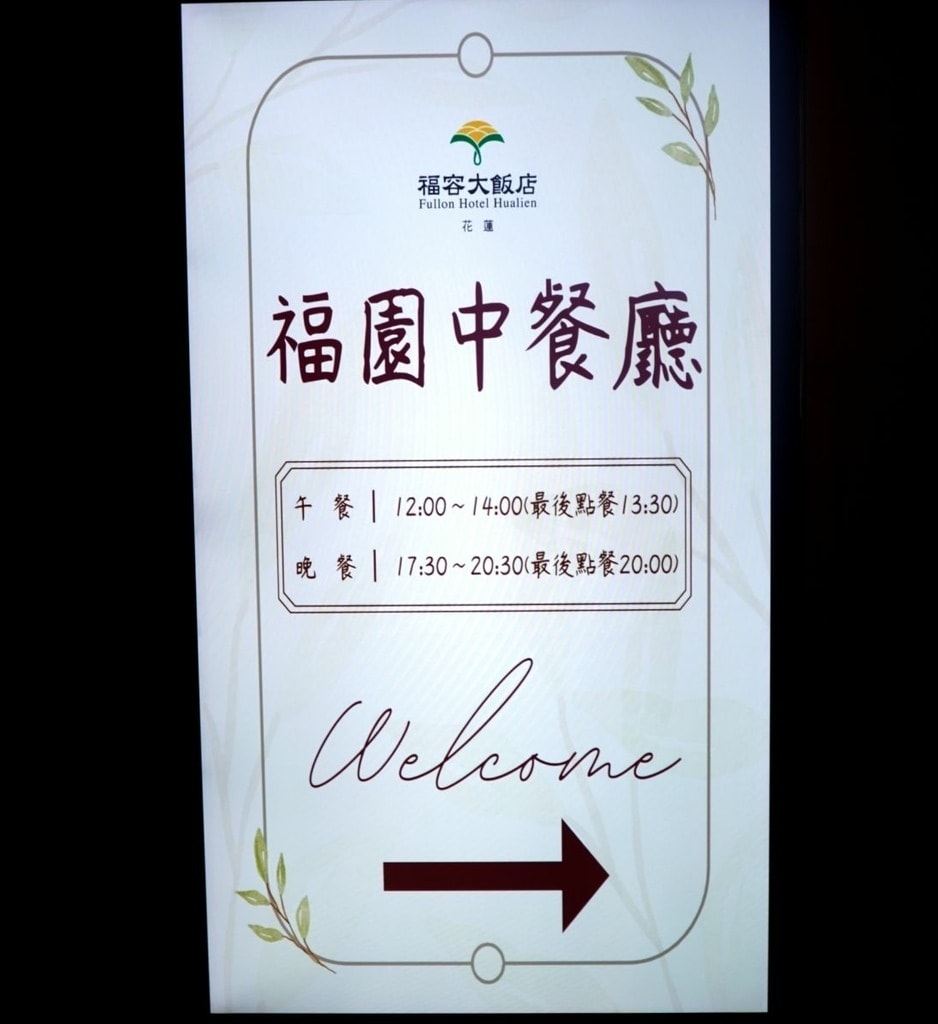 福容大飯店
Fullon Hotel Hualien
花蓮
福園中餐廳
午餐 | 12:00~14:00(最後點餐13:30)
晚餐 | 17:30~20:30(最後點餐20:00)
Welcome